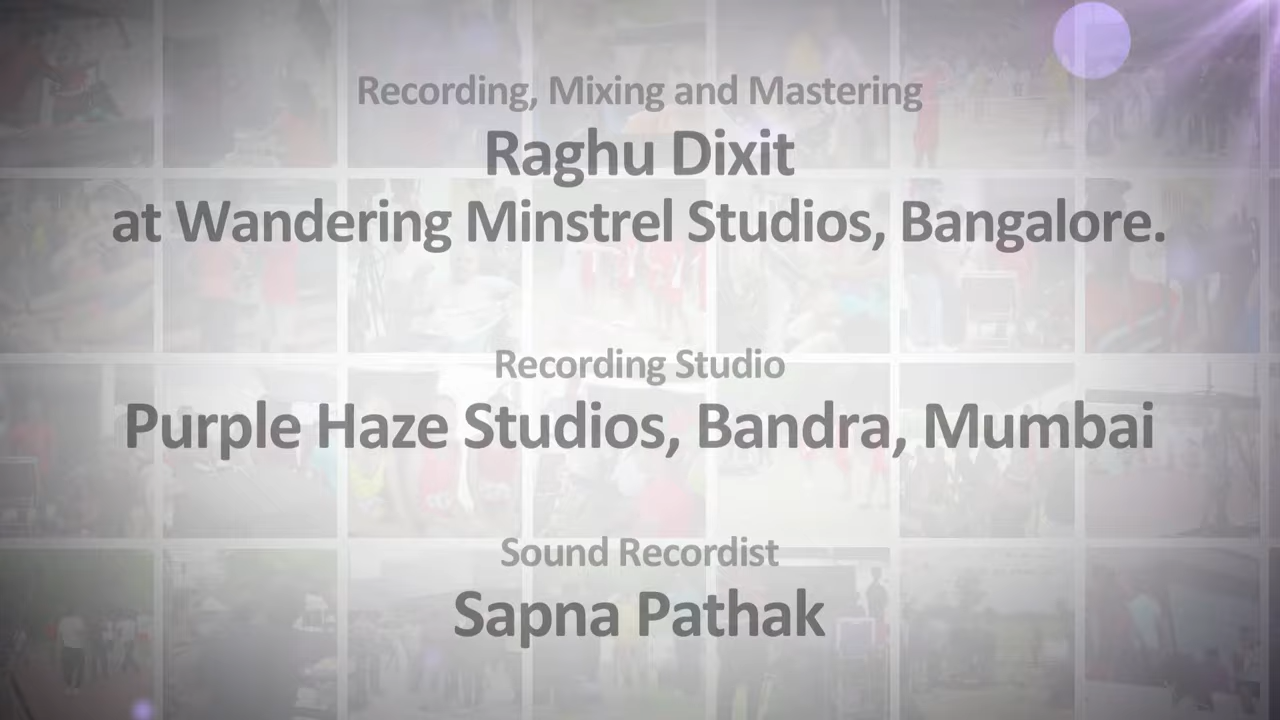 Recording, Mixing and Mastering
Raghu Dixit
at Wandering Minstrel Studios, Bangalore.
Recording Studio
Purple Haze Studios, Bandra, Mumbai
Sound Recordist
Sapna Pathak